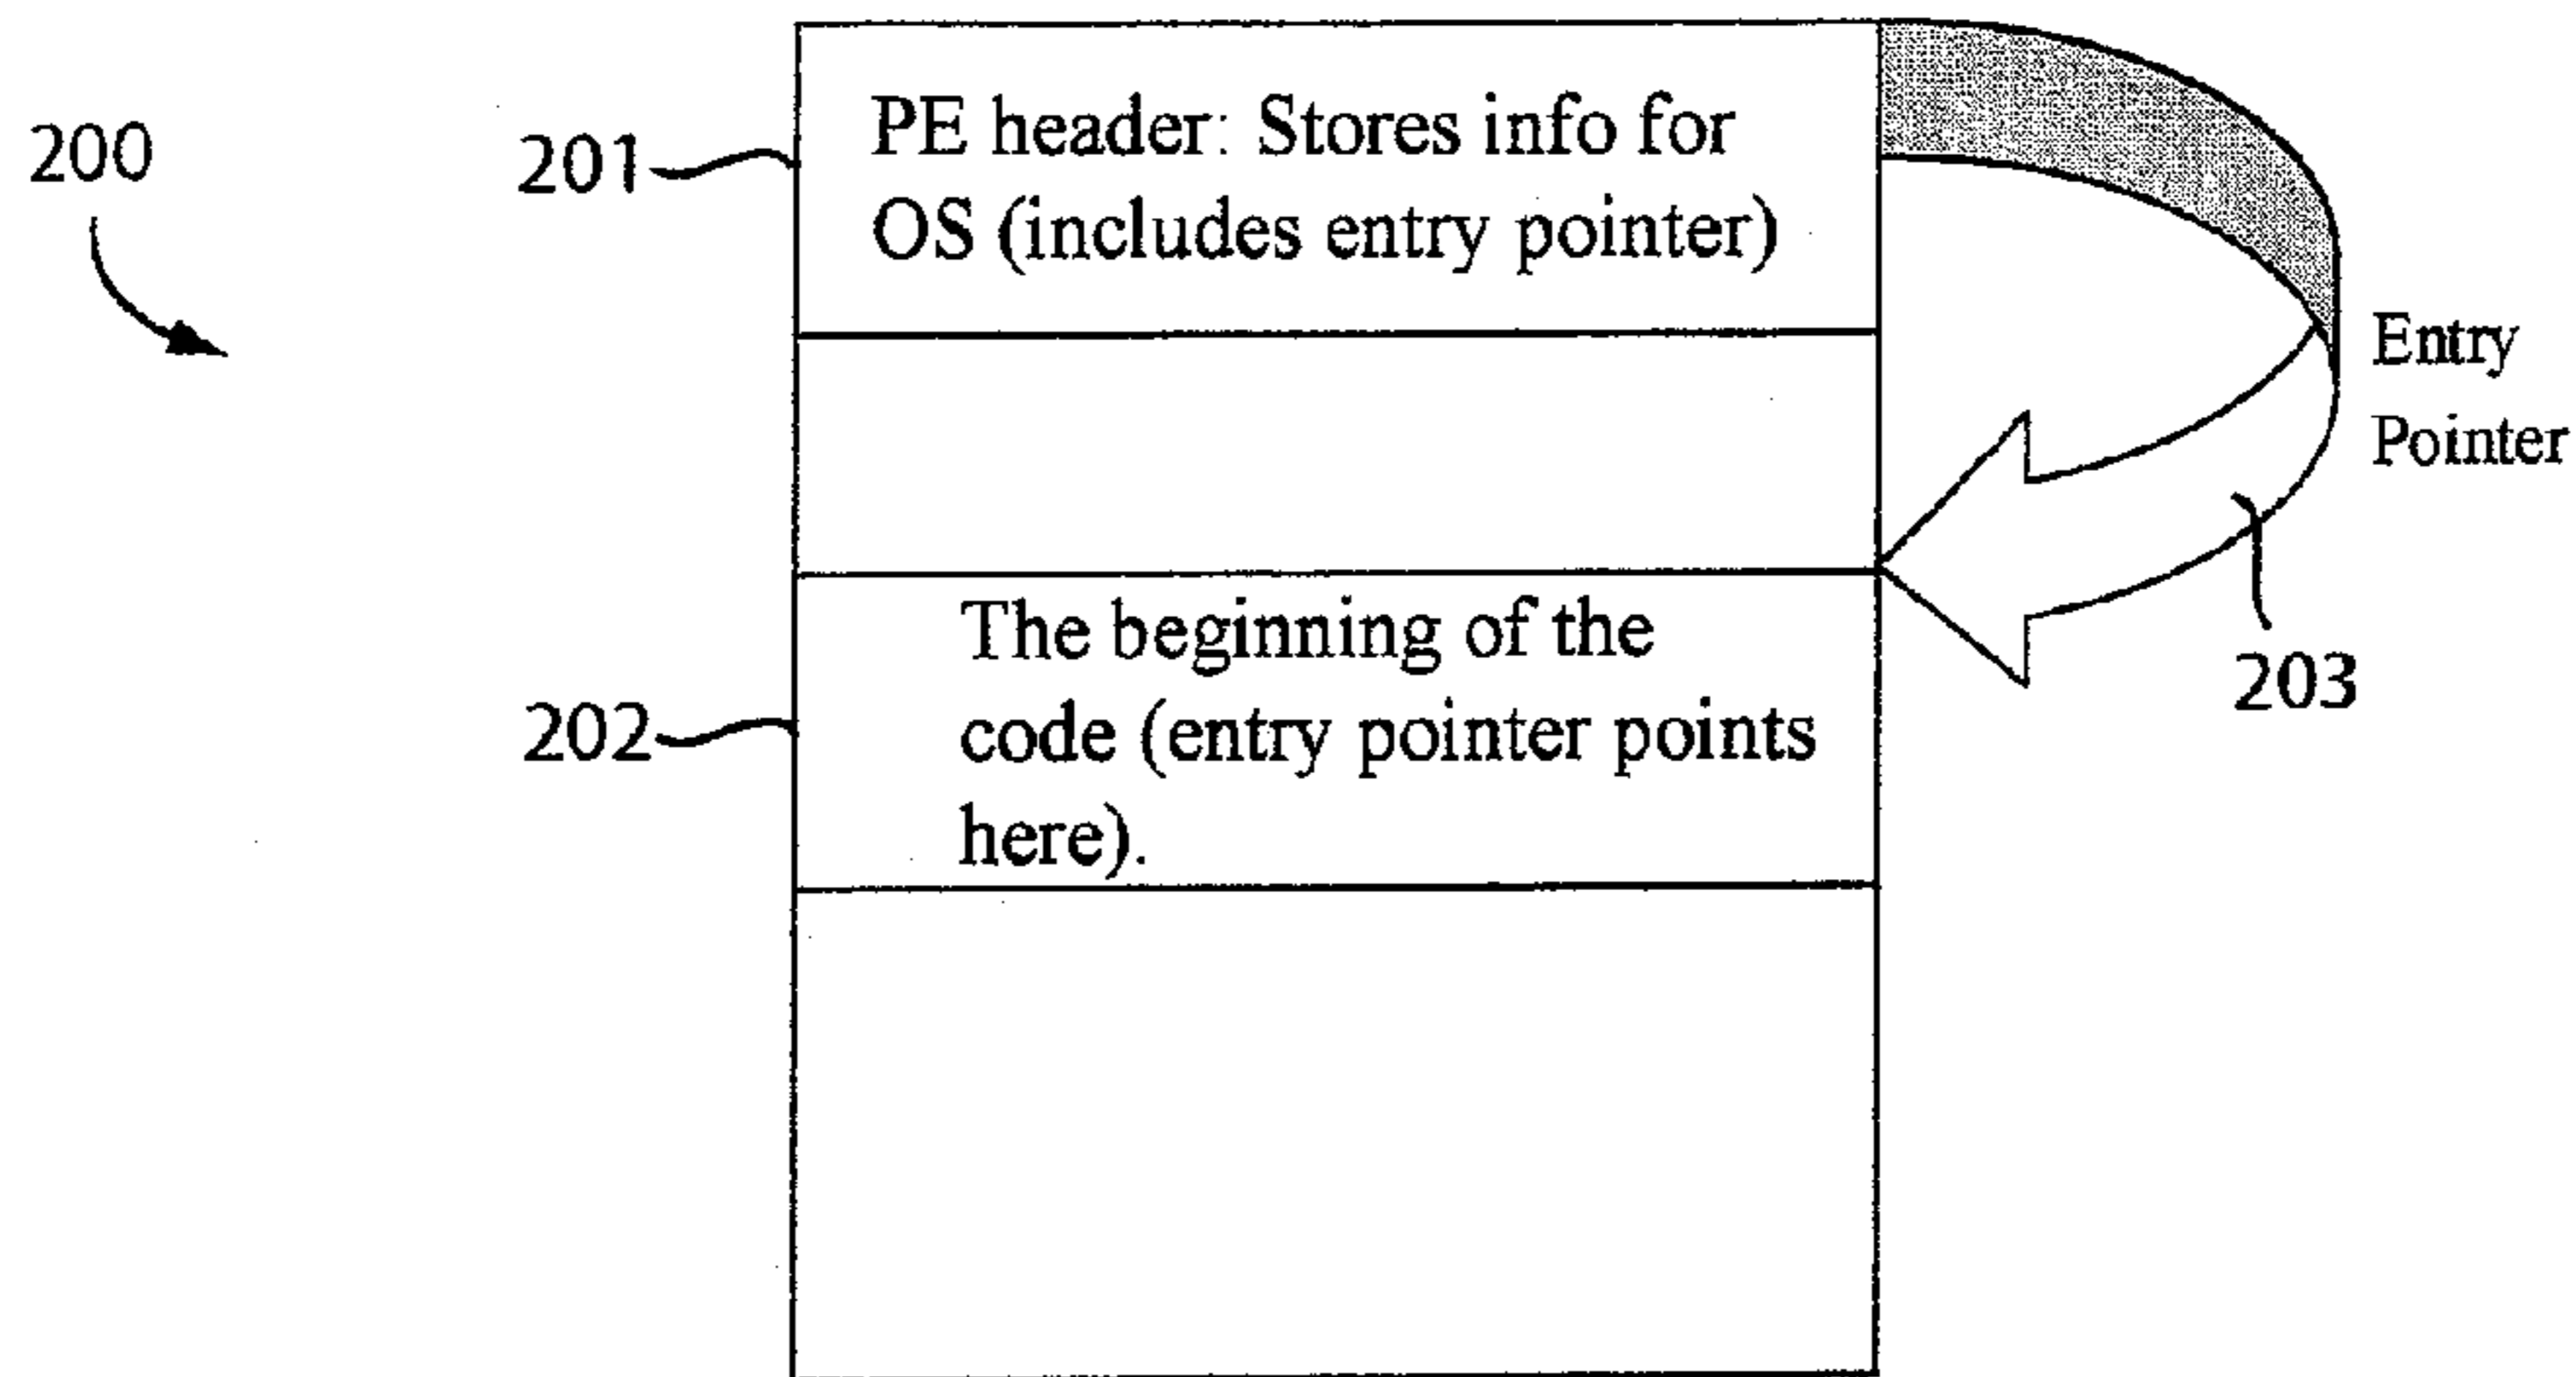 200
201
PE header: Stores info for
OS (includes entry pointer)
Entry
Pointer
203
202
The beginning of the
code (entry pointer points
here).